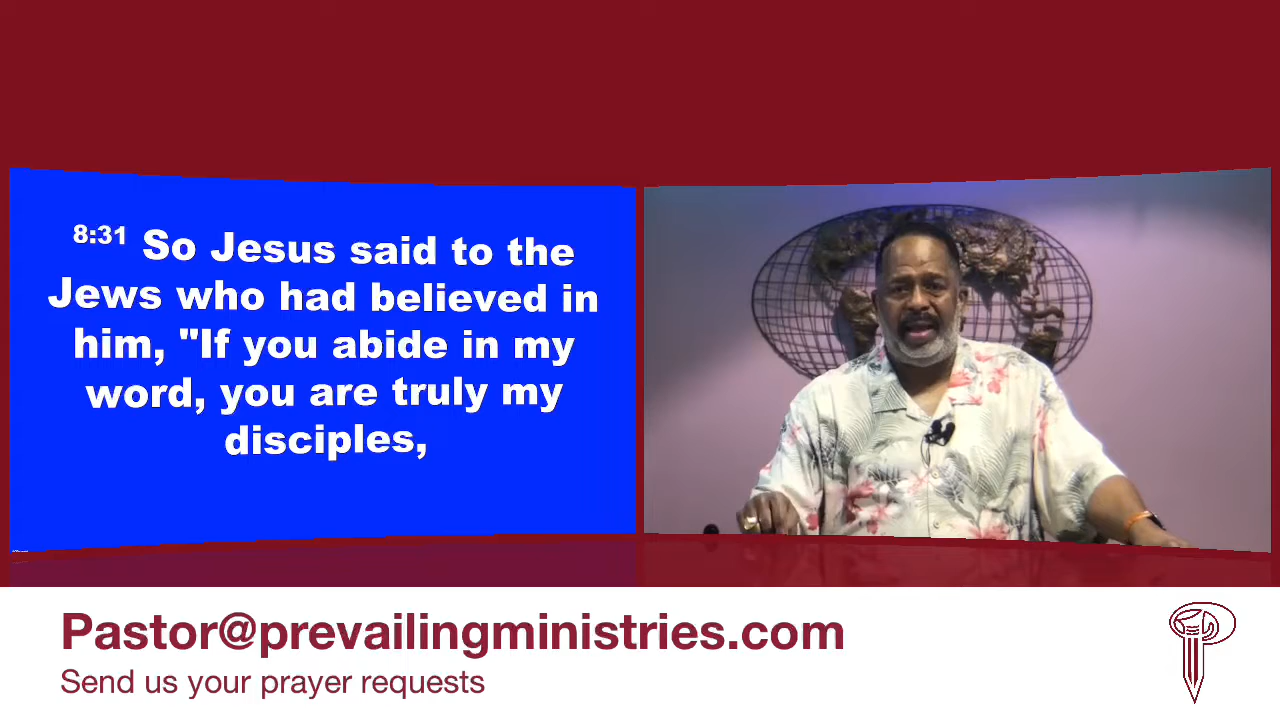 8:31 So Jesus said to the
Jews who had believed in
him, "If you abide in my
word, you are truly my
disciples,
Pastor@prevailingministries.com
Send us your prayer requests